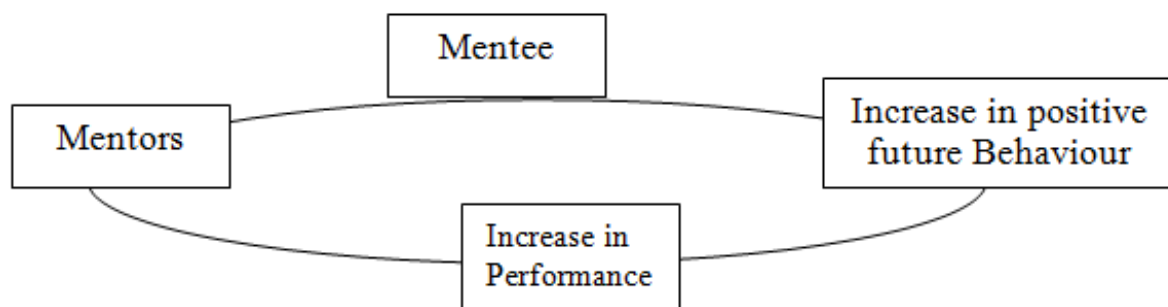 Mentee
Mentors
Increase in positive
future Behaviour
Increase in
Performance